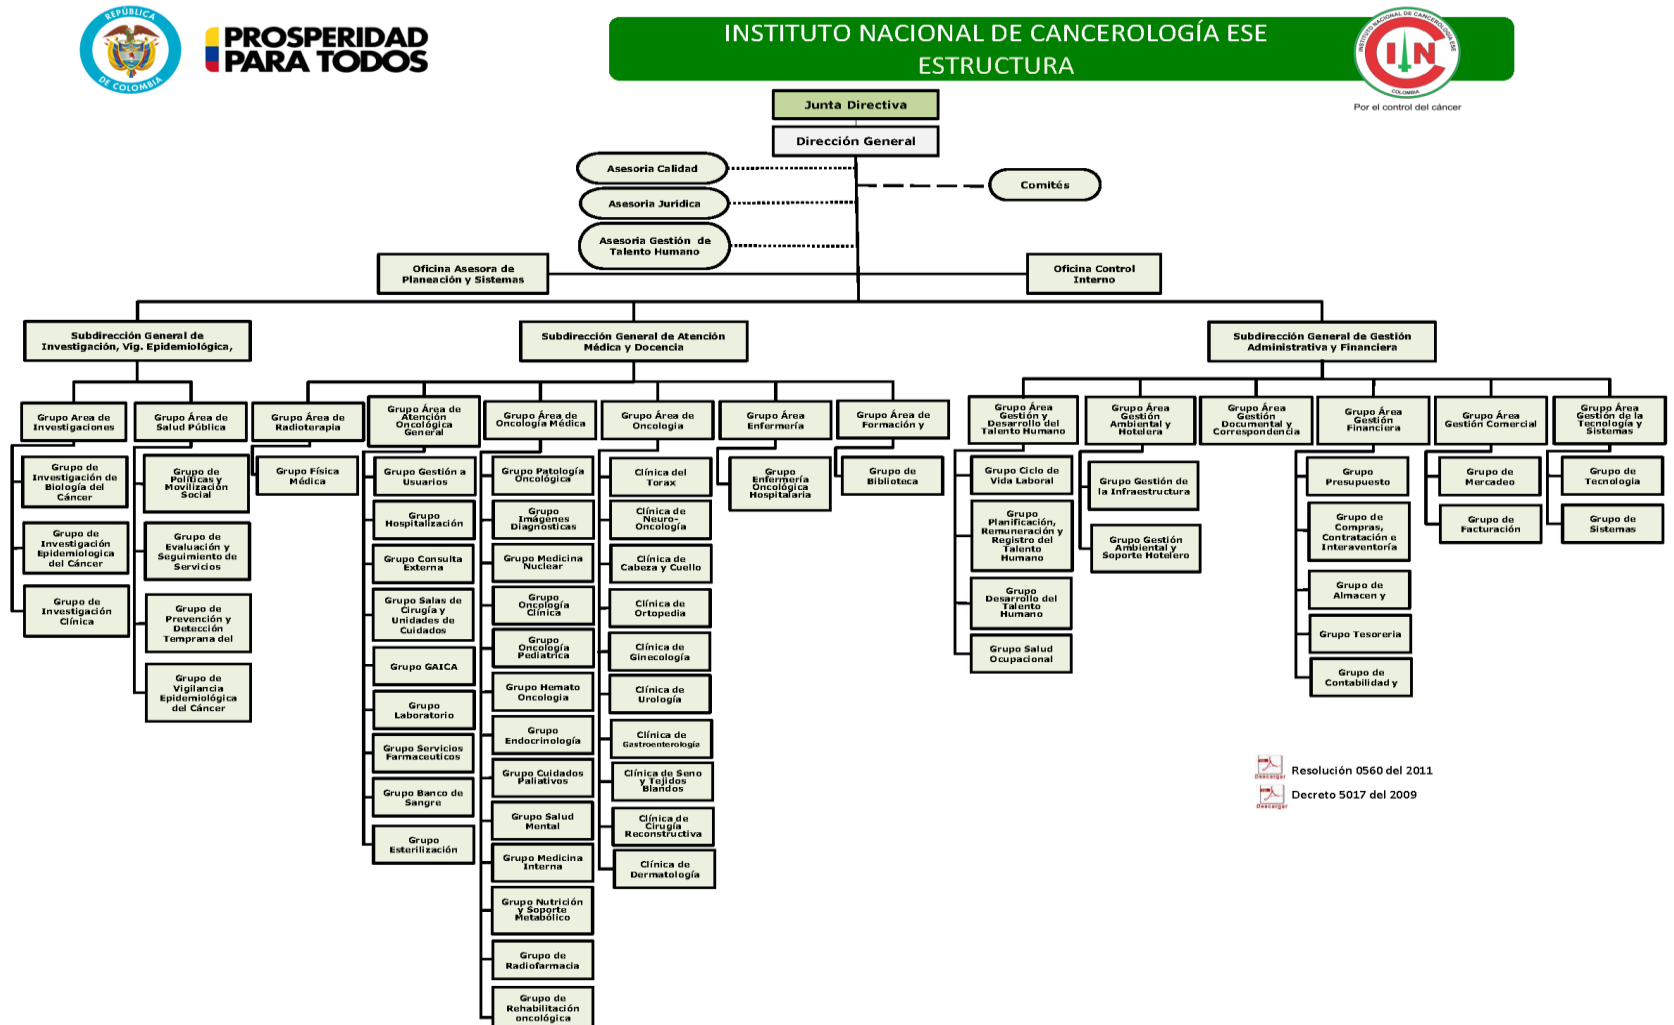 REPÚBLICA
DE COLOMBIA
PROSPERIDAD
PARA TODOS
INSTITUTO NACIONAL DE CANCEROLOGÍA ESE
ESTRUCTURA
INSTITUTO NACIONAL DE CANCEROLOGÍA ESE
COLOMBIA
Por el control del cáncer
Junta Directiva
Dirección General
Asesoria Calidad
Comités
Asesoria Juridica
Asesoria Gestión de
Talento Humano
Oficina Asesora de
Planeación y Sistemas
Oficina Control
Interno
Subdirección General de
Investigación, Vig. Epidemiológica,
Subdirección General de Atención
Médica y Docencia
Subdirección General de Gestión
Administrativa y Financiera
Grupo Area de
Investigaciones
Grupo Área de
Salud Pública
Grupo Área de
Radioterapia
Grupo Área de
Atención
Oncológica
General
Grupo Área de
Oncología Médica
Grupo Área de
Oncologia
Grupo Área
Enfermería
Grupo Área de
Formación y
Grupo Área
Gestión y
Desarrollo del
Talento Humano
Grupo Área
Gestión
Ambiental y
Hotelera
Grupo Área
Gestión
Documental y
Correspondencia
Grupo Área
Gestión
Financiera
Grupo Área
Gestión Comercial
Grupo Área
Gestión de la
Tecnología y
Sistemas
Grupo de
Investigación de
Biología del
Cáncer
Grupo de
Investigación
Epidemiologica
del Cáncer
Grupo de
Investigación
Clínica
Grupo de
Políticas y
Movilización
Social
Grupo de
Evaluación y
Seguimiento de
Servicios
Grupo de
Prevención y
Detección
Temprana del
Grupo de
Vigilancia
Epidemiológica
del Cáncer
Grupo Física
Médica
Grupo Gestión a
Usuarios
Grupo
Hospitalización
Grupo Consulta
Externa
Grupo Salas de
Cirugía y
Unidades de
Cuidados
Grupo GAICA
Grupo
Laboratorio
Grupo Servicios
Farmaceuticos
Grupo Banco de
Sangre
Grupo
Esterilización
Grupo Patología
Oncológica
Grupo
Imágenes
Diagnosticas
Grupo Medicina
Nuclear
Grupo
Oncología
Clínica
Grupo
Oncología
Pediatrica
Grupo Hemato
Oncologia
Grupo
Endocrinología
Grupo Cuidados
Paliativos
Grupo Salud
Mental
Grupo Medicina
Interna
Grupo Nutrición
y Soporte
Metabólico
Grupo de
Radiofarmacia
Grupo de
Rehabilitación
oncológica
Clínica del
Torax
Clínica de
Neuro-
Oncología
Clínica de
Cabeza y Cuello
Clínica de
Ortopedia
Clínica de
Ginecología
Clínica de
Urología
Clínica de
Gastroenterología
Clínica de Seno
y Tejidos
Blandos
Clínica de
Cirugía
Reconstructiva
Clínica de
Dermatología
Grupo
Enfermería
Oncológica
Hospitalaria
Grupo de
Biblioteca
Grupo Ciclo de
Vida Laboral
Grupo
Planificación,
Remuneración y
Registro del
Talento
Humano
Grupo
Desarrollo del
Talento
Humano
Grupo Salud
Ocupacional
Grupo Gestión de
la Infraestructura
Grupo Gestión
Ambiental y
Soporte Hotelero
Grupo
Presupuesto
Grupo de
Compras,
Contratación e
Interaventoría
Grupo de
Almacen y
Grupo Tesoreria
Grupo de
Contabilidad y
Grupo de
Mercadeo
Grupo de
Facturación
Grupo de
Tecnologia
Grupo de
Sistemas
Descargar
Resolución 0560 del 2011
Descargar
Decreto 5017 del 2009